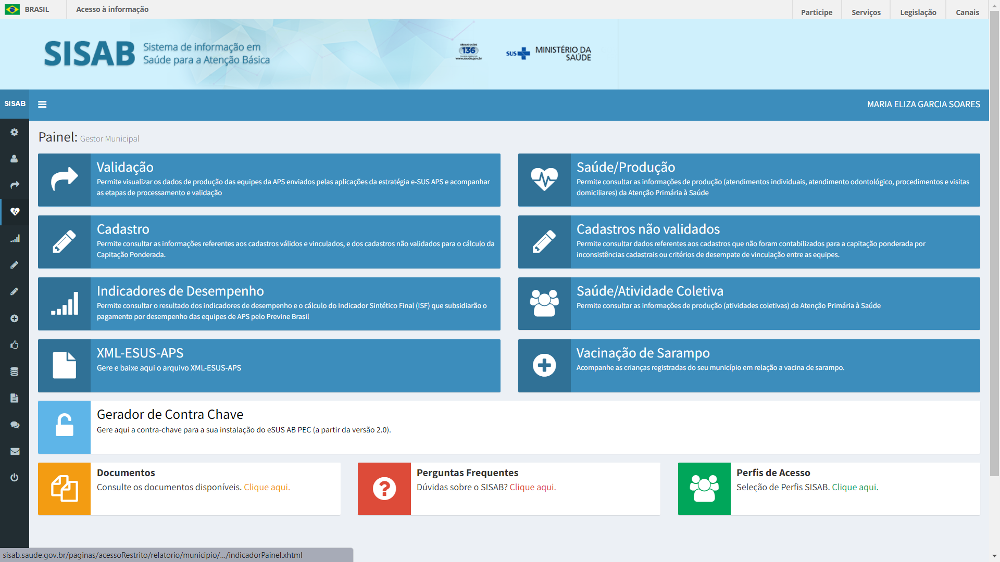 BRASIL
Acesso à informação
Participe
Serviços
Legislação
Canais
SISAB
Sistema de informação em
Saúde para a Atenção Básica
DISQUE SAÚDE
136
www.saude.gov.br
SUS
MINISTÉRIO DA
SAÚDE
SISAB
MARIA ELIZA GARCIA SOARES
Painel: Gestor Municipal
Validação
Permite visualizar os dados de produção das equipes da APS enviados pelas aplicações da estratégia e-SUS APS e acompanhar
as etapas de processamento e validação
Saúde/Produção
Permite consultar as informações de produção (atendimentos individuais, atendimento odontológico, procedimentos e visitas
domiciliares) da Atenção Primária à Saúde
Cadastro
Permite consultar as informações referentes aos cadastros válidos e vinculados, e dos cadastros não validados para o cálculo da
Capitação Ponderada.
Cadastros não validados
Permite consultar dados referentes aos cadastros que não foram contabilizados para a capitação ponderada por
inconsistências cadastrais ou critérios de desempate de vinculação entre as equipes.
Indicadores de Desempenho
Permite consultar o resultado dos indicadores de desempenho e o cálculo do Indicador Sintético Final (ISF) que subsidiarão o
pagamento por desempenho das equipes de APS pelo Previne Brasil
Saúde/Atividade Coletiva
Permite consultar as informações de produção (atividades coletivas) da Atenção Primária à Saúde
XML-ESUS-APS
Gere e baixe aqui o arquivo XML-ESUS-APS
Vacinação de Sarampo
Acompanhe as crianças registradas do seu município em relação a vacina de sarampo.
Gerador de Contra Chave
Gere aqui a contra-chave para a sua instalação do eSUS AB PEC (a partir da versão 2.0).
Documentos
Consulte os documentos disponíveis. Clique aqui.
Perguntas Frequentes
Dúvidas sobre o SISAB? Clique aqui.
Perfis de Acesso
Seleção de Perfis SISAB. Clique aqui.
sisab.saude.gov.br/paginas/acessoRestrito/relatorio/municipio/.../indicadorPainel.xhtml